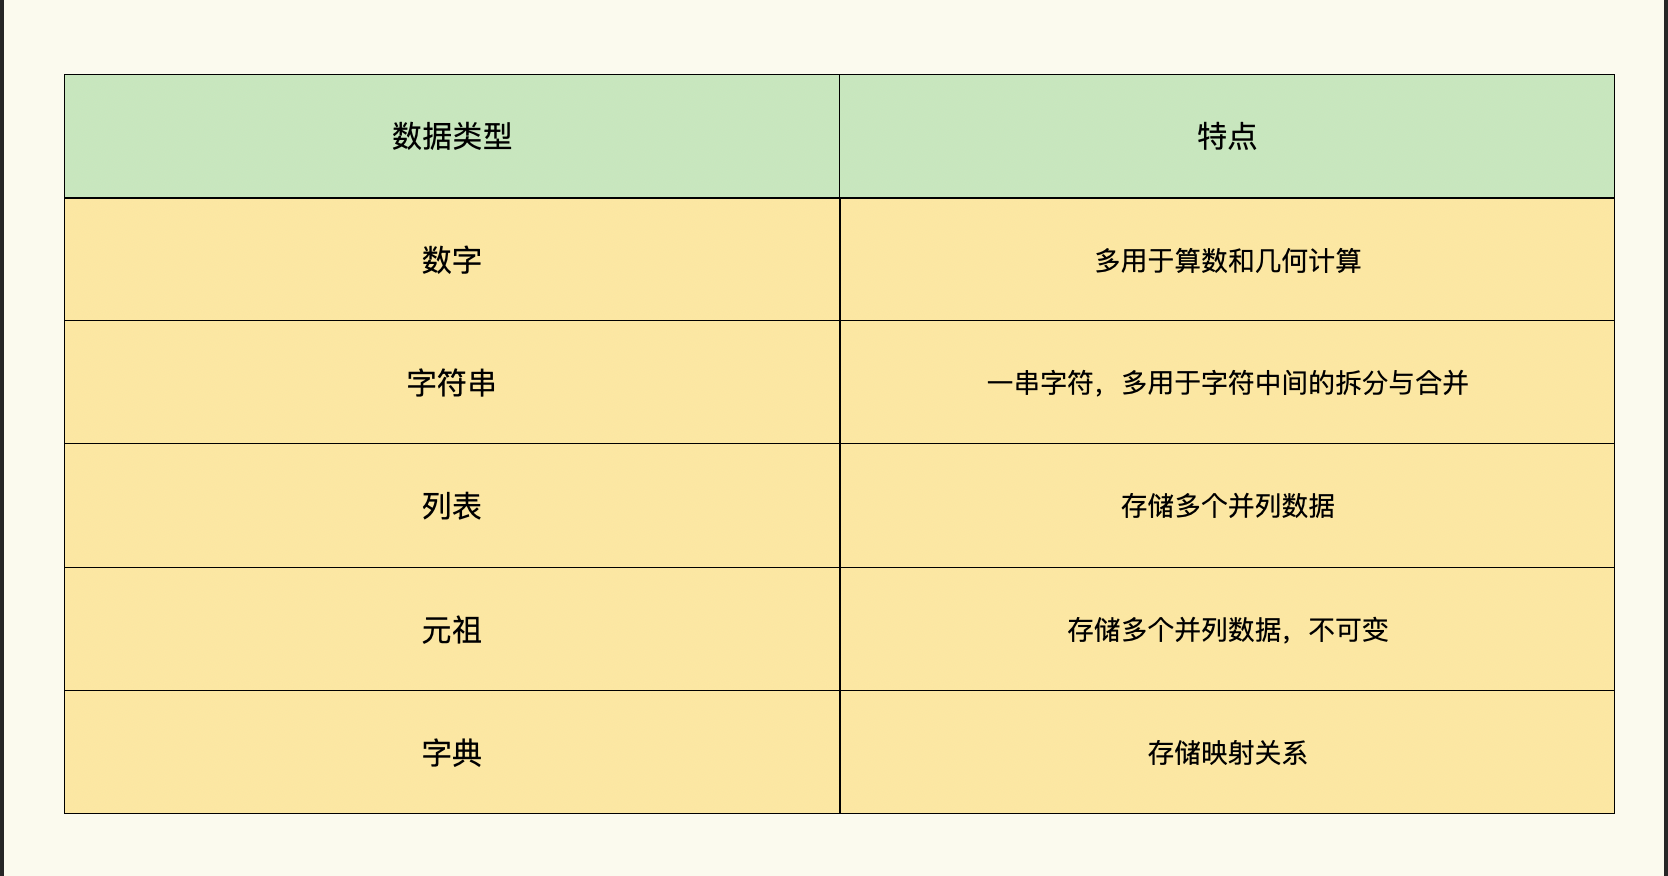 数据类型
特点
数字
多用于算数和几何计算
字符串
一串字符，多用于字符中间的拆分与合并
列表
存储多个并列数据
元祖
存储多个并列数据，不可变
字典
存储映射关系